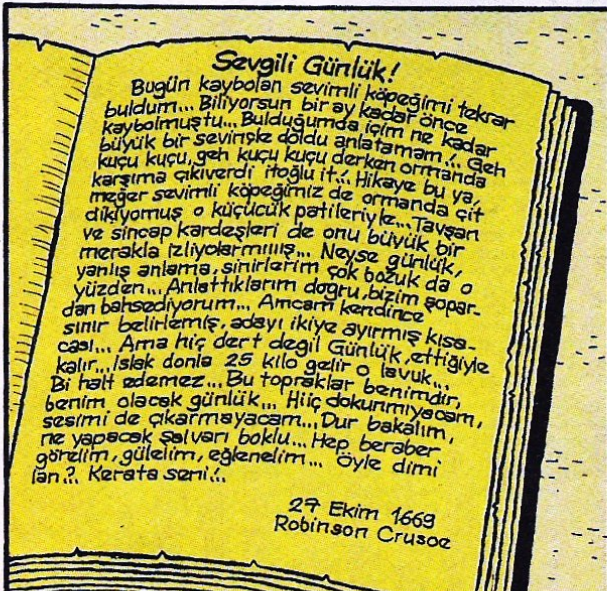 Sevgili Günlük!
Bugün kaybolan sevimli köpeğimi tekrar
buldum... Biliyorsun bir ay kadar önce
kaybolmuştu... Bulduğumda içim ne kadar
büyük bir sevinçle doldu anlatamam!.. Geh
kuçu kuçu, geh kuçu kuçu derken ormanda
karşıma çıkıverdi itoğlu it!.. Hikaye bu ya,
meğer sevimli köpeğimiz de ormanda çit
dikiyomuş o küçücük patileriyle... Tavşan
ve sincap kardeşleri de onu büyük bir
merakla izliyolarmıııış... Neyse günlük,
yanlış anlama, sinirlerim çok bozuk da o
yüzden... Anlattıklarım doğru, bizim şopar-
dan bahsediyorum... Amcam kendince
sınır belirlemiş, adayı ikiye ayırmış kısa-
cası... Ama hiç dert değil Günlük, ettiğiyle
kalır... Islak donla 25 kilo gelir o lavuk...
Bi halt edemez... Bu topraklar benimdir,
benim olacak günlük... Hiiç dokunmıyacam,
sesimi de çıkarmayacam... Dur bakalım,
ne yapacak şalvarı boklu... Hep beraber
görelim, gülelim, eğlenelim... Öyle dimi
lan?. Kerata seni!..
27 Ekim 1669
Robinson Crusoe